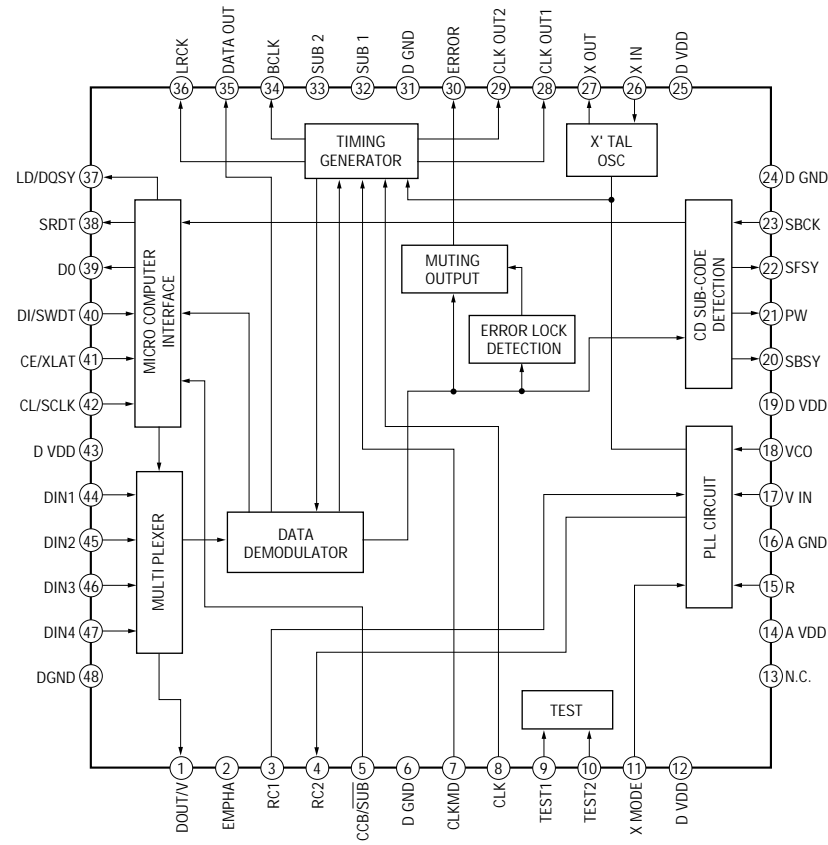 LRCK
DATA OUT
BCLK
SUB 2
SUB 1
D GND
ERROR
CLK OUT2
CLK OUT1
X OUT
X IN
D VDD
36
35
34
33
32
31
30
29
28
27
26
25
TIMING
GENERATOR
X' TAL
OSC
LD/DQSY 37
SRDT 38
D0 39
DI/SWDT 40
CE/XLAT 41
CL/SCLK 42
D VDD 43
DIN1 44
DIN2 45
DIN3 46
DIN4 47
DGND 48
MICRO COMPUTER
INTERFACE
MUTING
OUTPUT
ERROR LOCK
DETECTION
CD SUB-CODE
DETECTION
24 D GND
23 SBCK
22 SFSY
21 PW
20 SBSY
19 D VDD
18 VCO
17 V IN
16 A GND
15 R
14 A VDD
13 N.C.
MULTI PLEXER
DATA
DEMODULATOR
PLL CIRCUIT
TEST
1
2
3
4
5
6
7
8
9
10
11
12
DOUT/V
EMPHA
RC1
RC2
CCB/SUB
D GND
CLKMD
CLK
TEST1
TEST2
X MODE
D VDD